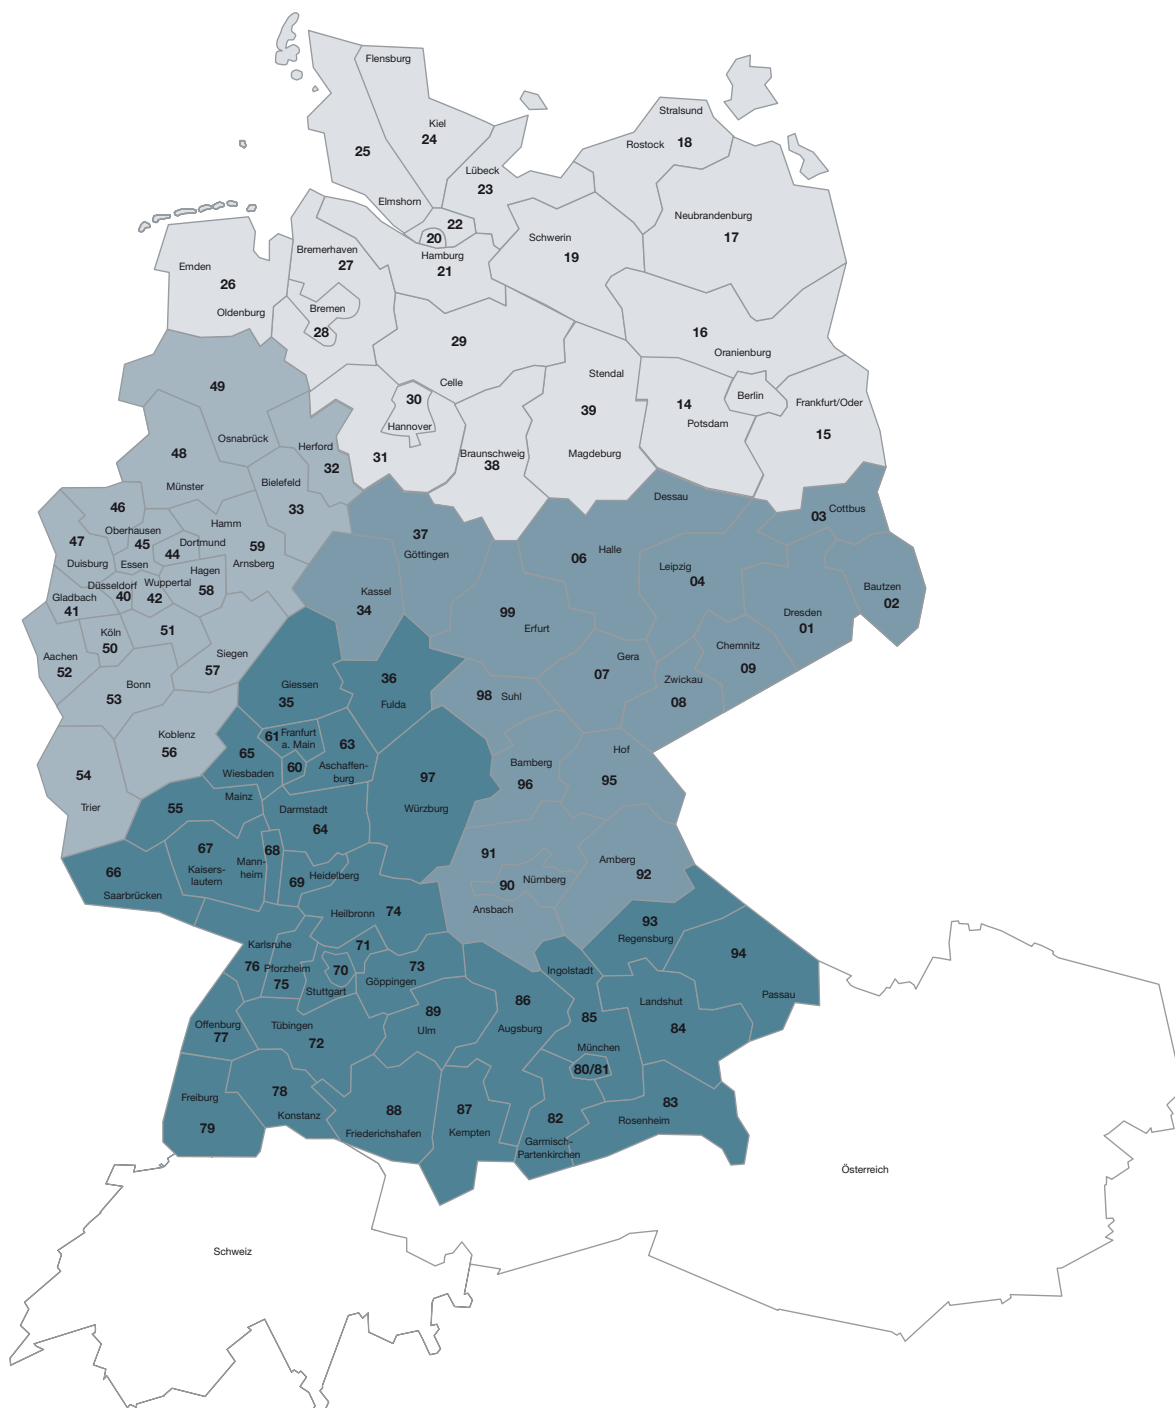 Flensburg
Kiel
24
25
Stralsund
Rostock 18
Lübeck
23
Elmshorn
22
20
Hamburg
21
Neubrandenburg
17
Schwerin
19
Bremerhaven
27
Emden
26
Oldenburg
Bremen
28
29
Celle
16
Oranienburg
Stendal
39
Magdeburg
14
Potsdam
Berlin
Frankfurt/Oder
15
30
Hannover
31
Braunschweig
38
49
Osnabrück
48
Münster
Herford
32
Bielefeld
33
46
Oberhausen
45
47
Duisburg
Essen
Dortmund
44
Hamm
59
Arnsberg
Hagen
58
Düsseldorf
40
Wuppertal
42
Gladbach
41
Köln
50
51
Aachen
52
Siegen
57
Bonn
53
Koblenz
56
54
Trier
Dessau
03 Cottbus
37
Göttingen
06 Halle
Leipzig
04
Bautzen
02
Dresden
01
Kassel
34
99
Erfurt
Chemnitz
09
Gera
07
Zwickau
08
98 Suhl
Hof
95
Bamberg
96
91
90 Nürnberg
Ansbach
Amberg
92
Giessen
35
36
Fulda
61 Franfurt
a. Main
63
65
Wiesbaden
60
Aschaffen-
burg
97
Würzburg
Mainz
55
Darmstadt
64
67
Kaisers-
lautern
68
Mann-
heim
69 Heidelberg
66
Saarbrücken
Heilbronn 74
93
Regensburg
94
Passau
Karlsruhe
76
Pforzheim
75
71
70
Stuttgart
73
Göppingen
Ingolstadt
86
Augsburg
85
München
80/81
Landshut
84
89
Ulm
Offenburg
77
Tübingen
72
Freiburg
79
78
Konstanz
88
Friederichshafen
87
Kempten
82
Garmisch-
Partenkirchen
83
Rosenheim
Österreich
Schweiz